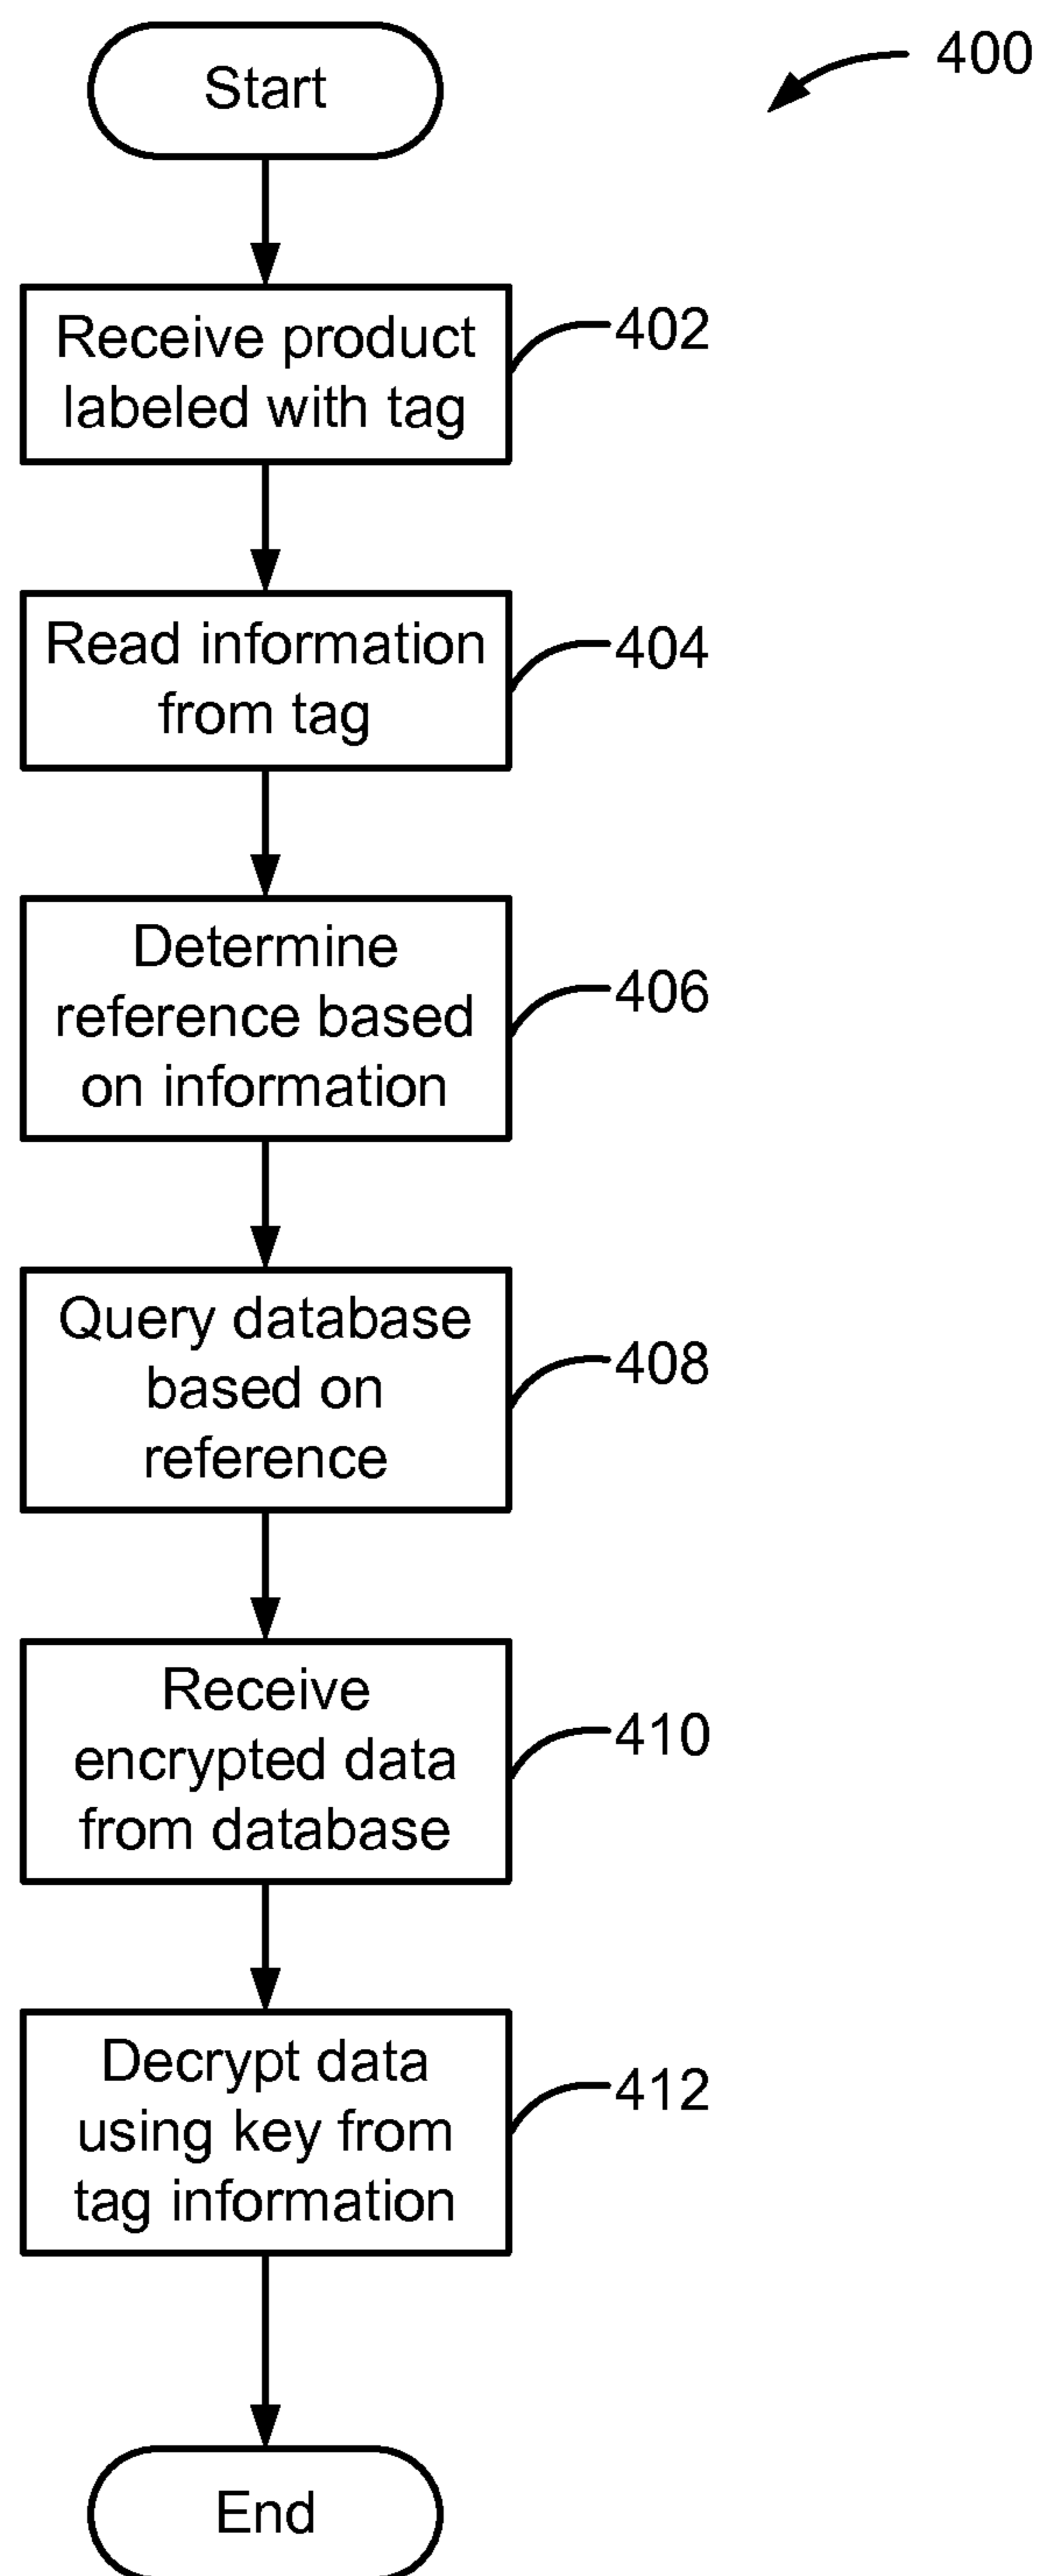 400
Start
Receive product
labeled with tag
402
Read information
from tag
404
Determine
reference based
on information
406
Query database
based on
reference
408
Receive
encrypted data
from database
410
Decrypt data
using key from
tag information
412
End